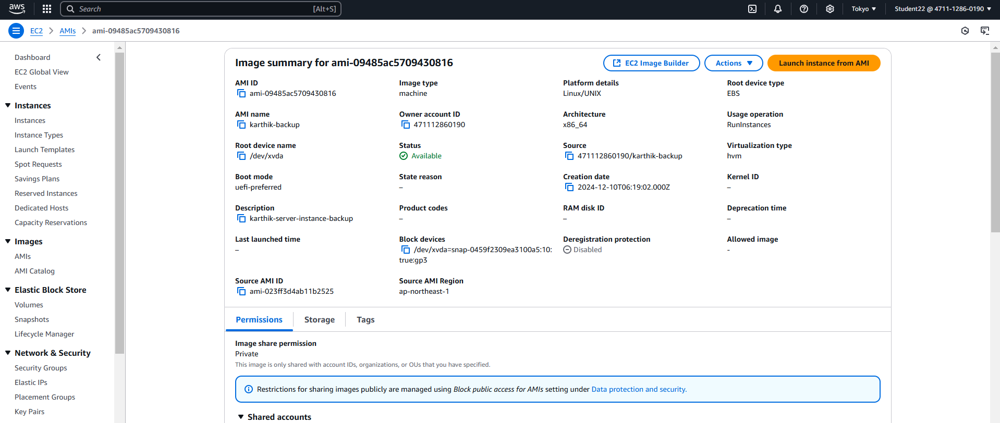 aws
Search [Alt+S]
Tokyo
Student22 @ 4711-1286-0190
EC2
AMIs
ami-09485ac5709430816
Dashboard
EC2 Global View
Events
Instances
Instances
Instance Types
Launch Templates
Spot Requests
Savings Plans
Reserved Instances
Dedicated Hosts
Capacity Reservations
Images
AMIs
AMI Catalog
Elastic Block Store
Volumes
Snapshots
Lifecycle Manager
Network & Security
Security Groups
Elastic IPs
Placement Groups
Key Pairs
Image summary for ami-09485ac5709430816
EC2 Image Builder
Actions
Launch instance from AMI
AMI ID
ami-09485ac5709430816
Image type
machine
Platform details
Linux/UNIX
Root device type
EBS
AMI name
karthik-backup
Owner account ID
471112860190
Architecture
x86_64
Usage operation
RunInstances
Root device name
/dev/xvda
Status
Available
Source
471112860190/karthik-backup
Virtualization type
hvm
Boot mode
uefi-preferred
State reason
–
Creation date
2024-12-10T06:19:02.000Z
Kernel ID
–
Description
karthik-server-instance-backup
Product codes
–
RAM disk ID
–
Deprecation time
–
Last launched time
–
Block devices
/dev/xvda=snap-0459f2309ea3100a5:10:
true:gp3
Deregistration protection
Disabled
Allowed image
-
Source AMI ID
ami-023ff3d4ab11b2525
Source AMI Region
ap-northeast-1
Permissions
Storage
Tags
Image share permission
Private
This image is only shared with account IDs, organizations, or OUs that you have specified.
Restrictions for sharing images publicly are managed using Block public access for AMIs setting under Data protection and security.
Shared accounts